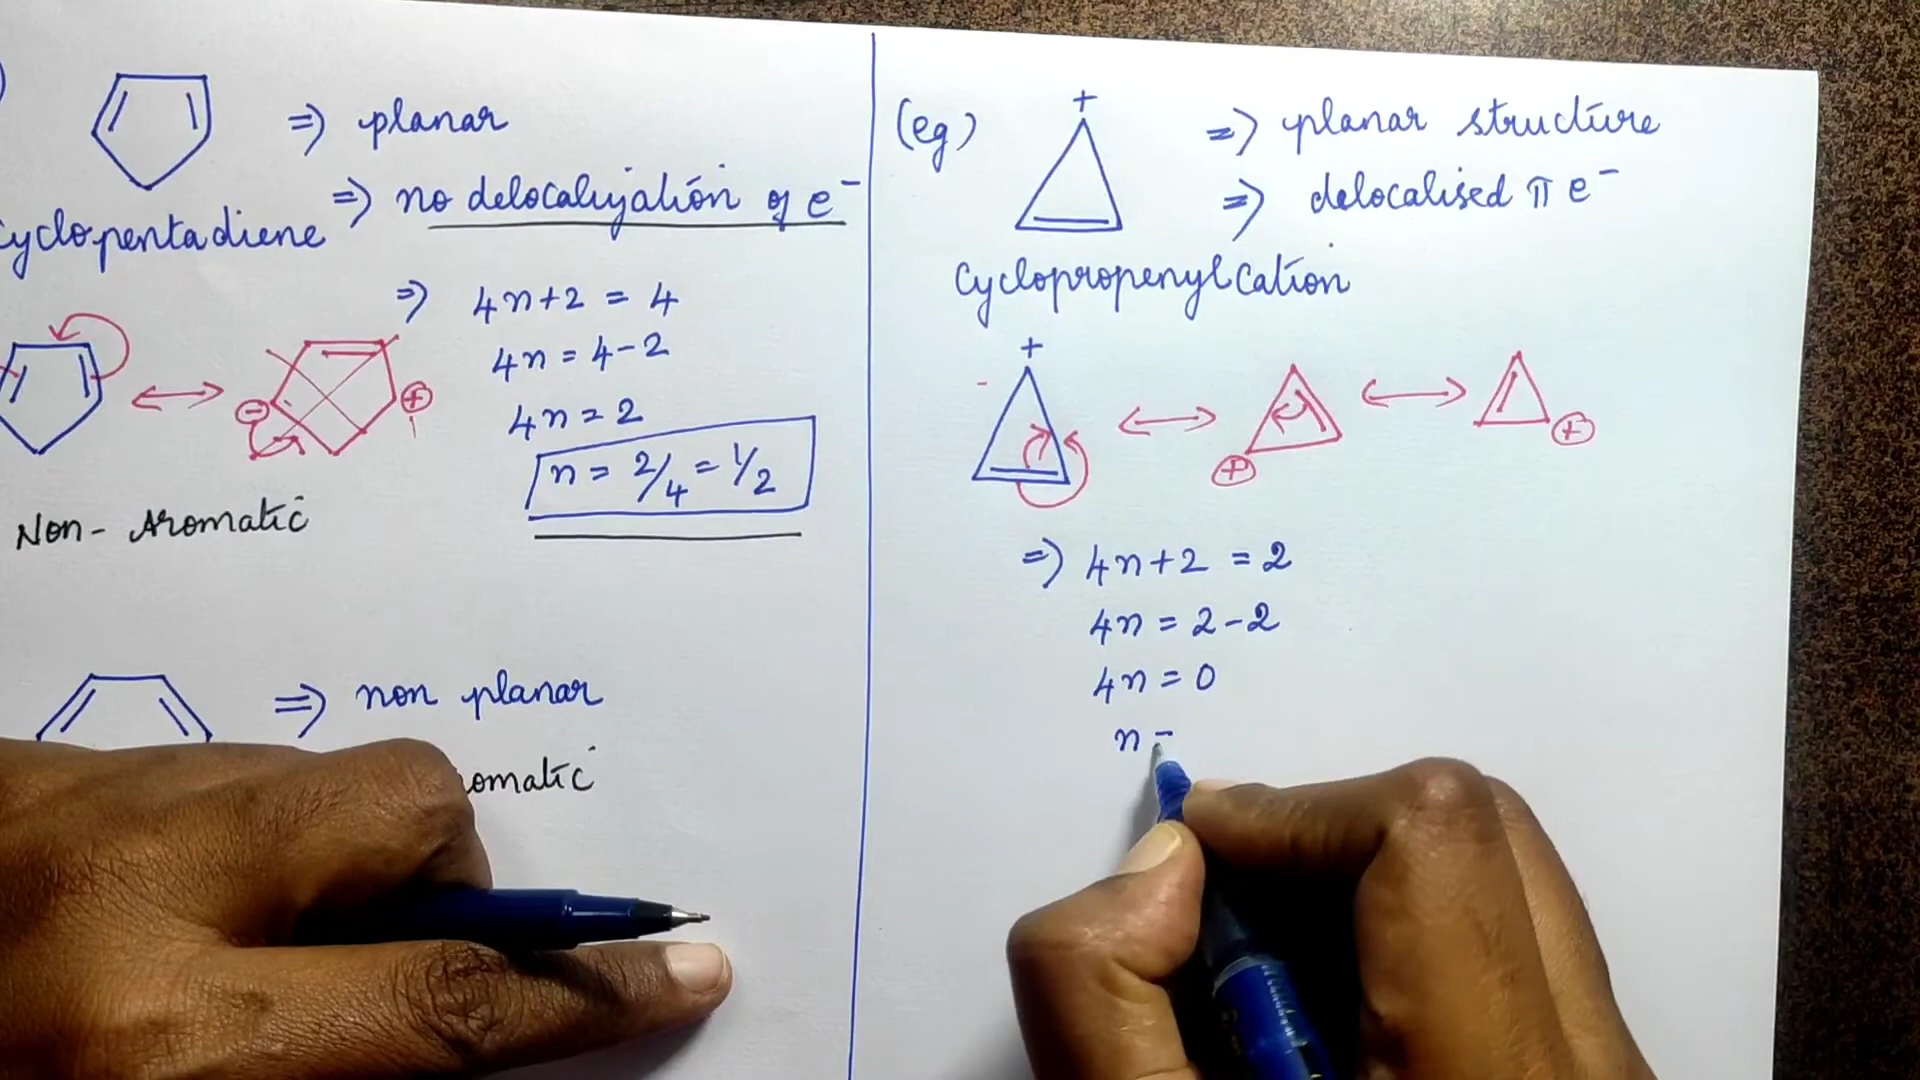 ⇒ planar
⇒ no delocalization of e⁻
Cyclopentadiene
⇒ 4n+2 = 4
4n = 4-2
4n = 2
n = 2/4 = 1/2
Non-Aromatic
⇒ non planar
omatic
(eg)
+
⇒ planar structure
⇒ delocalised π e⁻
Cyclopropenyl Cation
+
⇒ 4n+2 = 2
4n = 2-2
4n = 0
n =